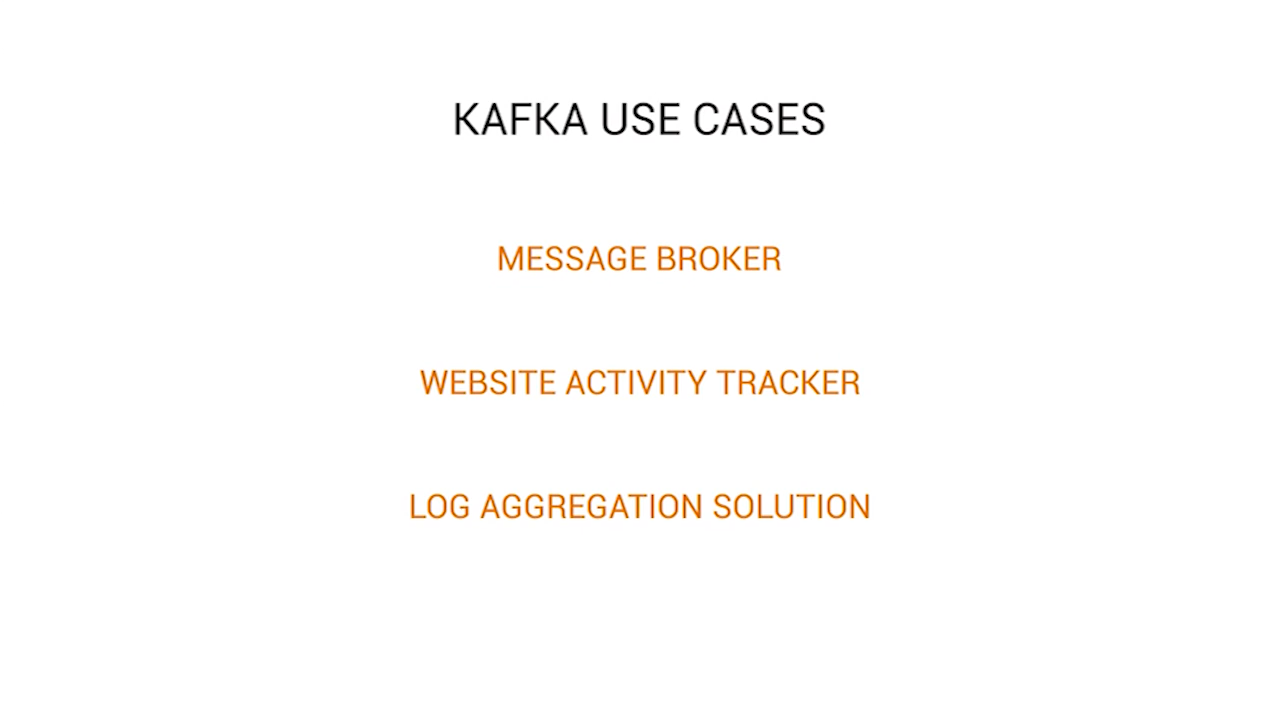 KAFKA USE CASES
MESSAGE BROKER
WEBSITE ACTIVITY TRACKER
LOG AGGREGATION SOLUTION